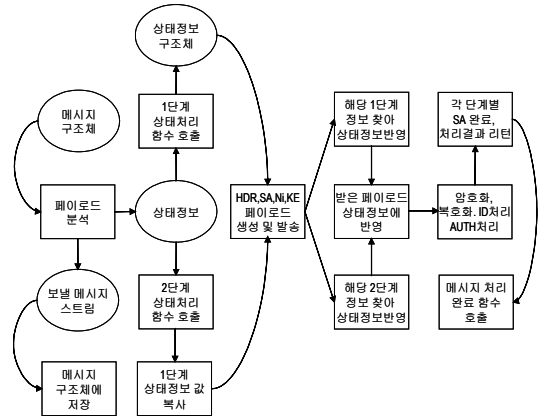 상태정보
구조체
메시지
구조체
1단계
상태처리
함수 호출
페이로드
분석
상태정보
보낼 메시지
스트림
2단계
상태처리
함수 호출
메시지
구조체에
저장
1단계
상태정보 값
복사
HDR,SA,Ni,KE
페이로드
생성 및 발송
해당 1단계
정보 찾아
상태정보반영
받은 페이로드
상태정보에
반영
해당 2단계
정보 찾아
상태정보반영
각 단계별
SA 완료,
처리결과 리턴
암호화,
복호화. ID처리
AUTH처리
메시지 처리
완료 함수
호출